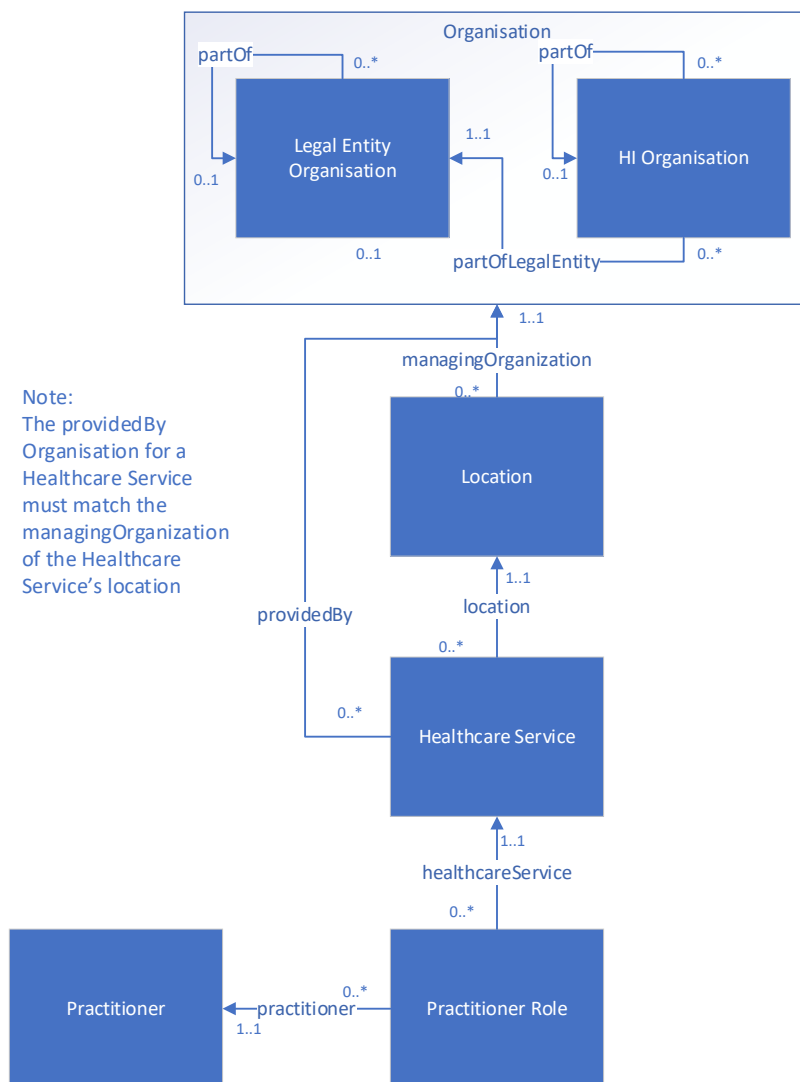 Organisation
partOf
0..*
partOf
0..*
Legal Entity
Organisation
1..1
HI Organisation
0..1
0..1
0..1
partOfLegalEntity
0..*
1..1
managingOrganization
0..*
Note:
The providedBy
Organisation for a
Healthcare Service
must match the
managingOrganization
of the Healthcare
Service’s location
Location
1..1
location
providedBy
0..*
0..*
Healthcare Service
1..1
healthcareService
0..*
Practitioner
0..*
practitioner
1..1
Practitioner Role